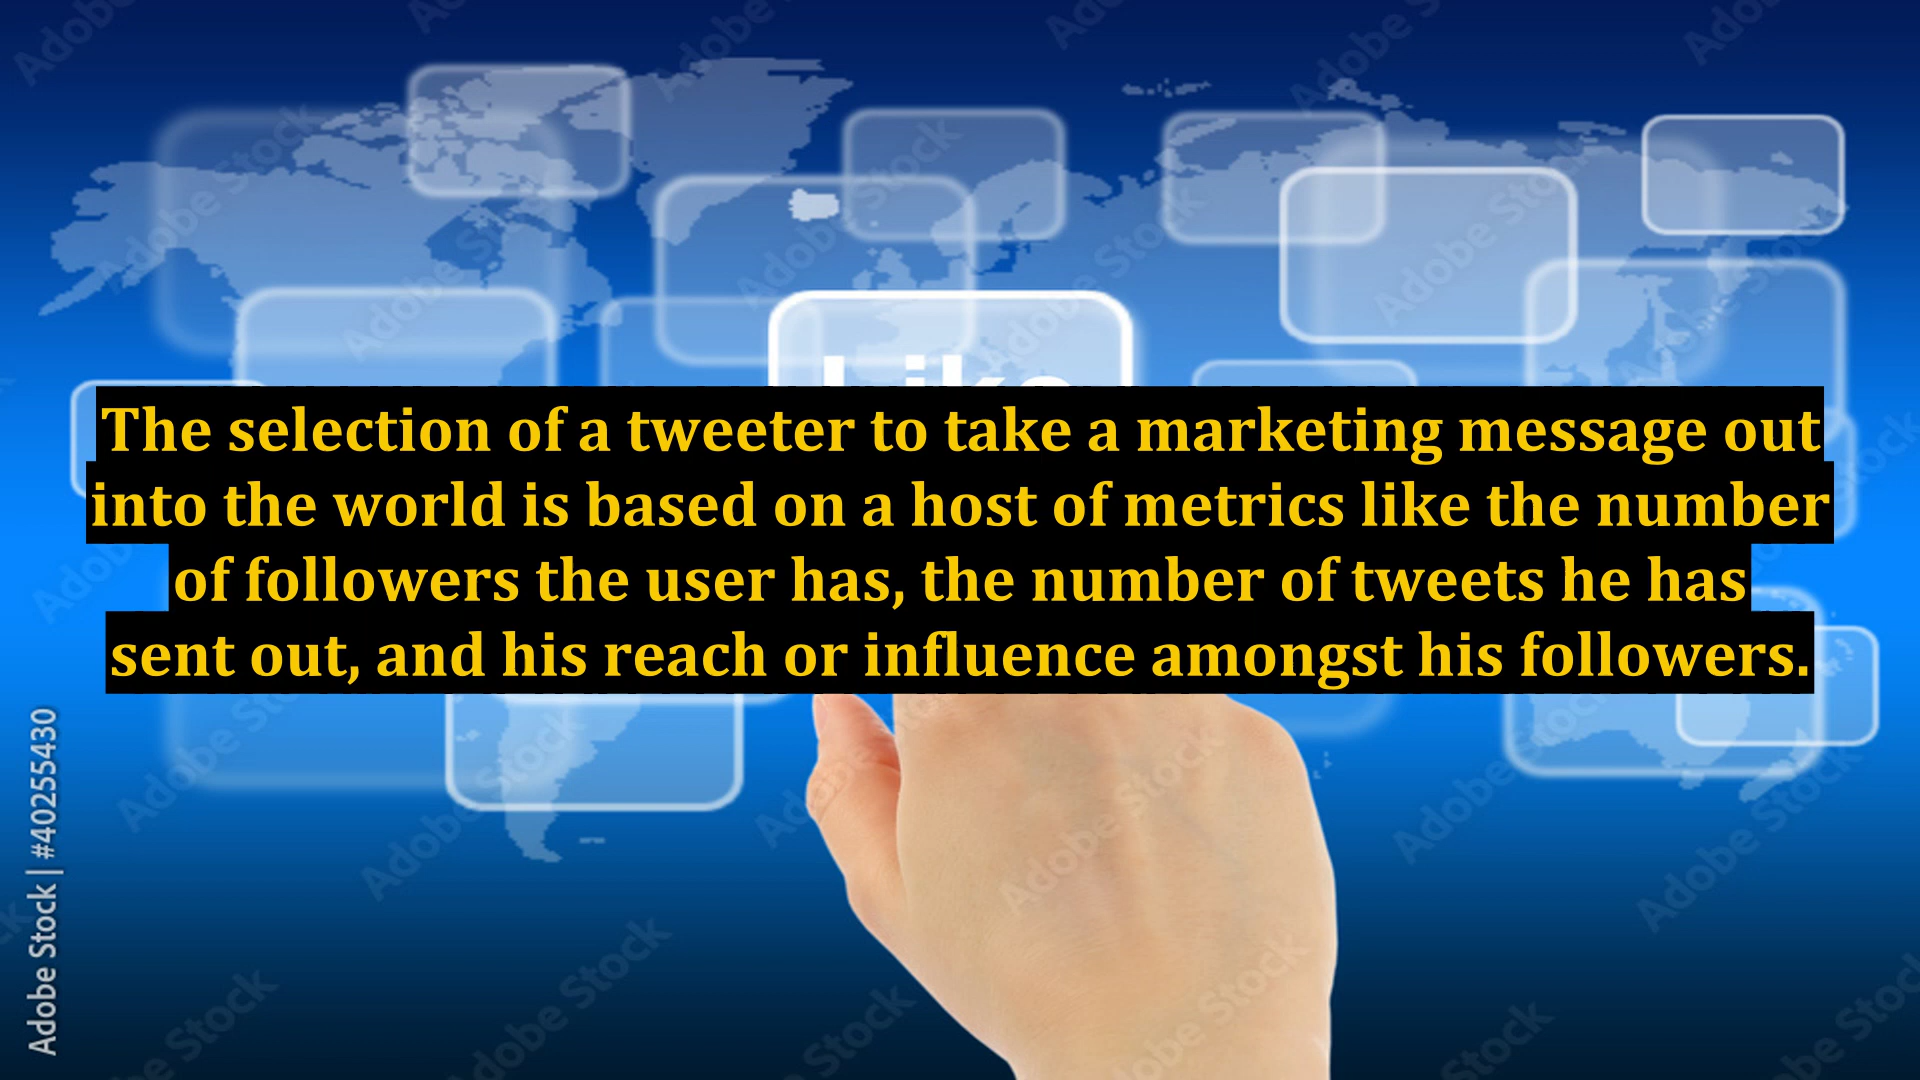 Like
The selection of a tweeter to take a marketing message out
into the world is based on a host of metrics like the number
of followers the user has, the number of tweets he has
sent out, and his reach or influence amongst his followers.
Adobe Stock | #40255430